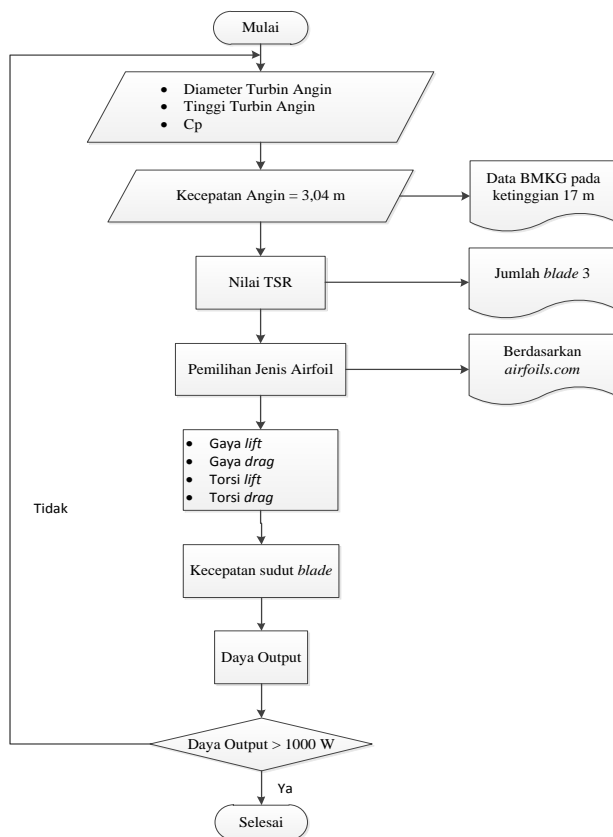 Mulai
• Diameter Turbin Angin
• Tinggi Turbin Angin
• Cp
Kecepatan Angin = 3,04 m
Data BMKG pada
ketinggian 17 m
Nilai TSR
Jumlah blade 3
Pemilihan Jenis Airfoil
Berdasarkan
airfoils.com
• Gaya lift
• Gaya drag
• Torsi lift
• Torsi drag
Tidak
Kecepatan sudut blade
Daya Output
Daya Output > 1000 W
Ya
Selesai